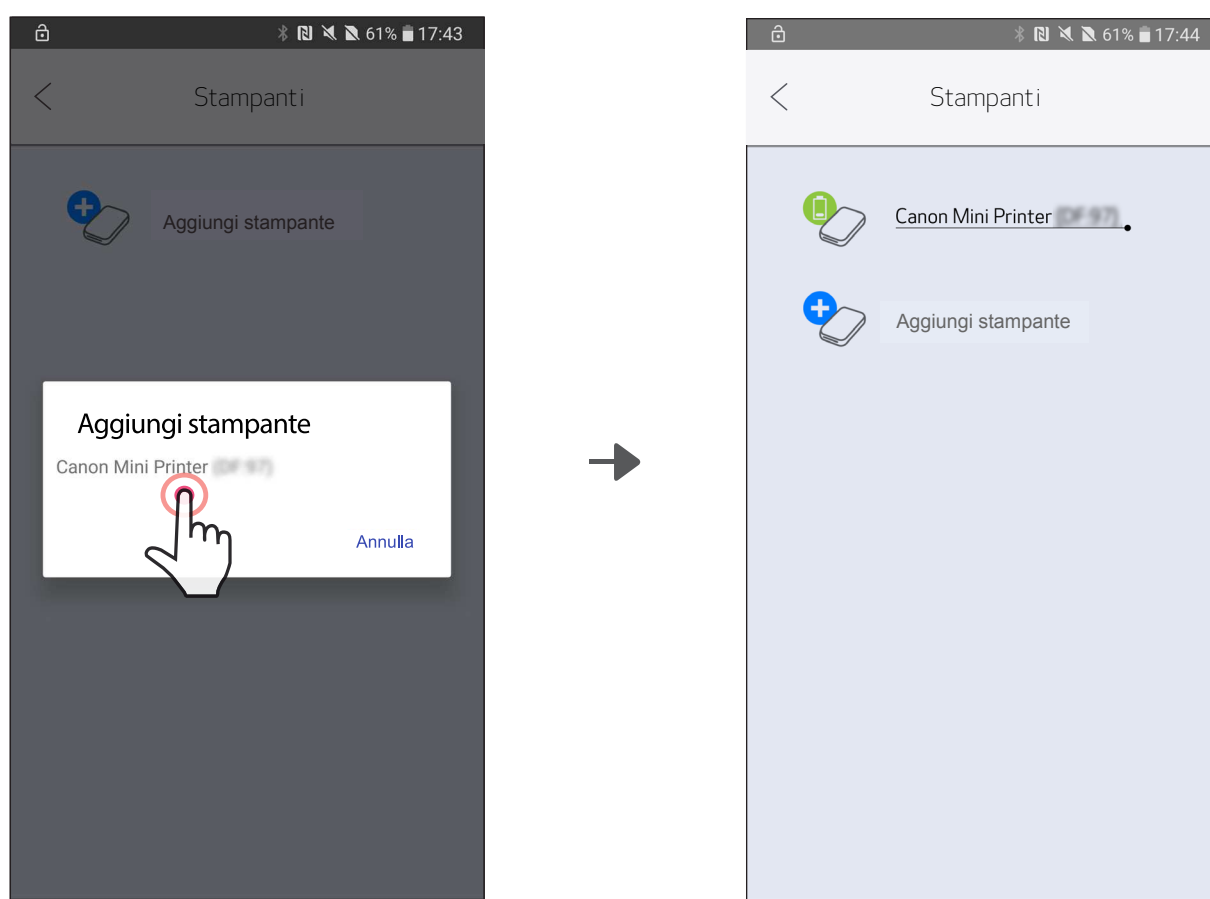 61% 17:43
Stampanti
Aggiungi stampante
Aggiungi stampante
Canon Mini Printer
Annulla
61% 17:44
Stampanti
Canon Mini Printer
Aggiungi stampante